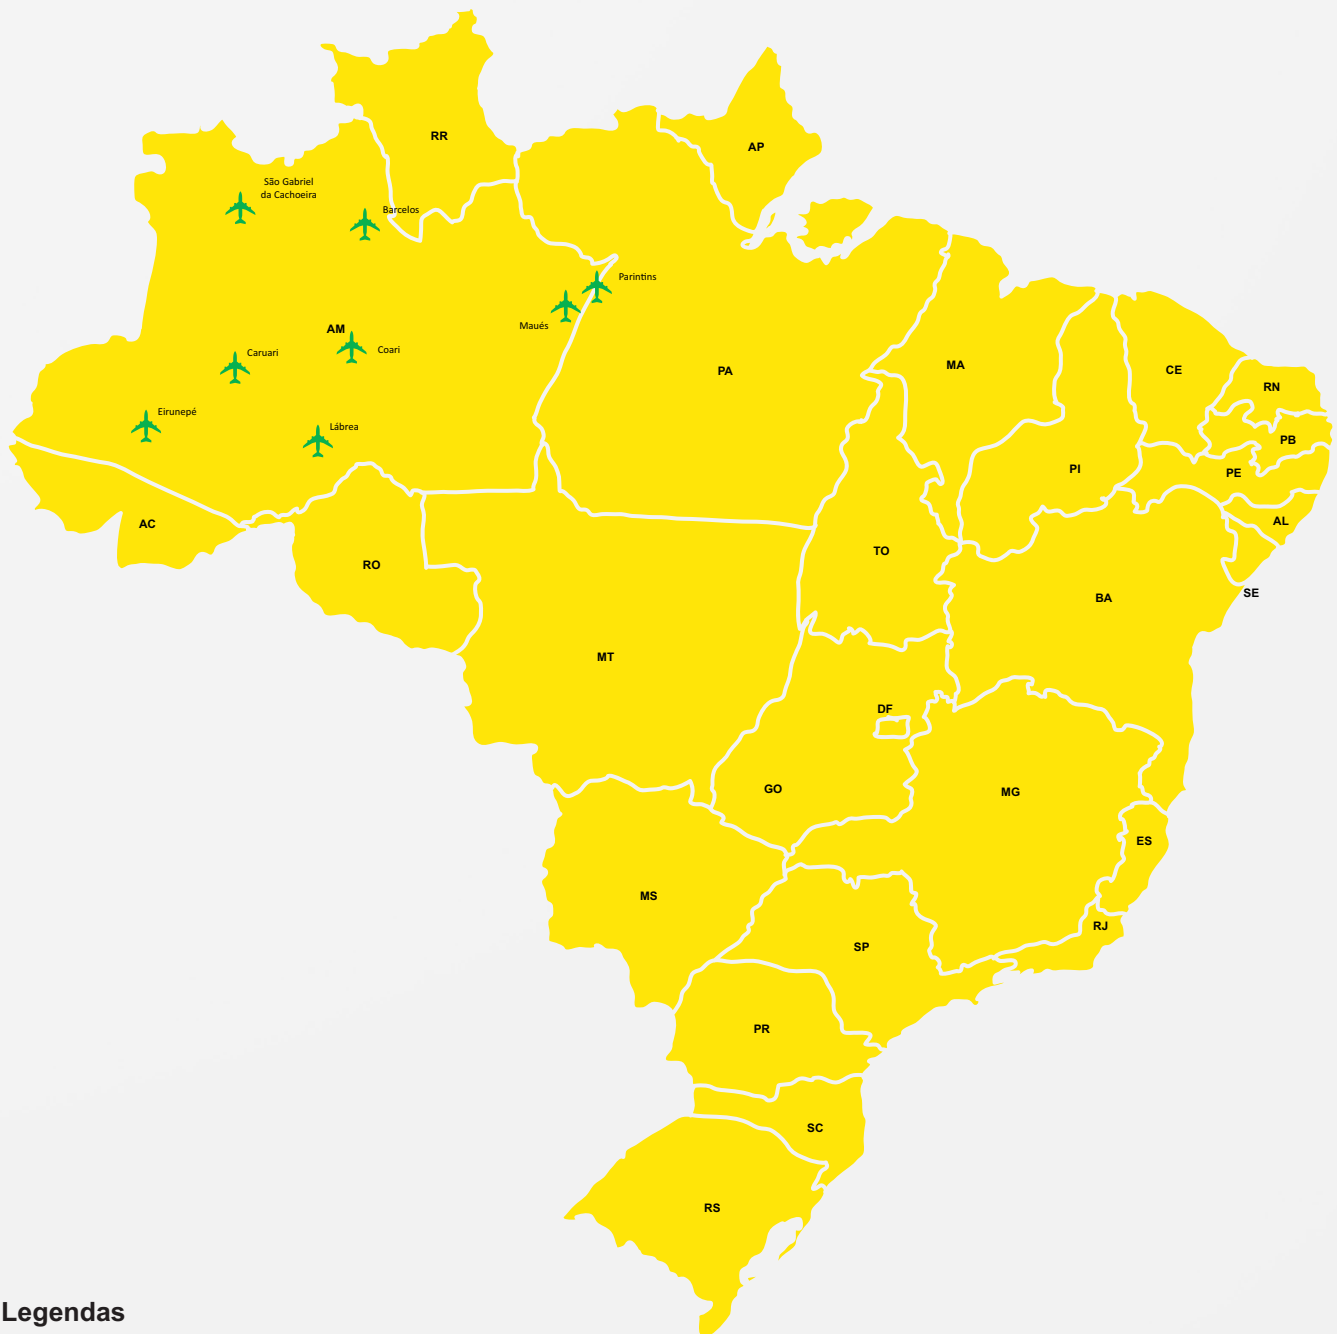 RR
AP
São Gabriel
da Cachoeira
Barcelos
Parintins
Maués
AM
Coari
Caruari
PA
MA
CE
RN
Eirunepé
Lábrea
PB
PI
PE
AC
AL
TO
RO
SE
BA
MT
DF
GO
MG
ES
MS
RJ
SP
PR
SC
RS
Legendas